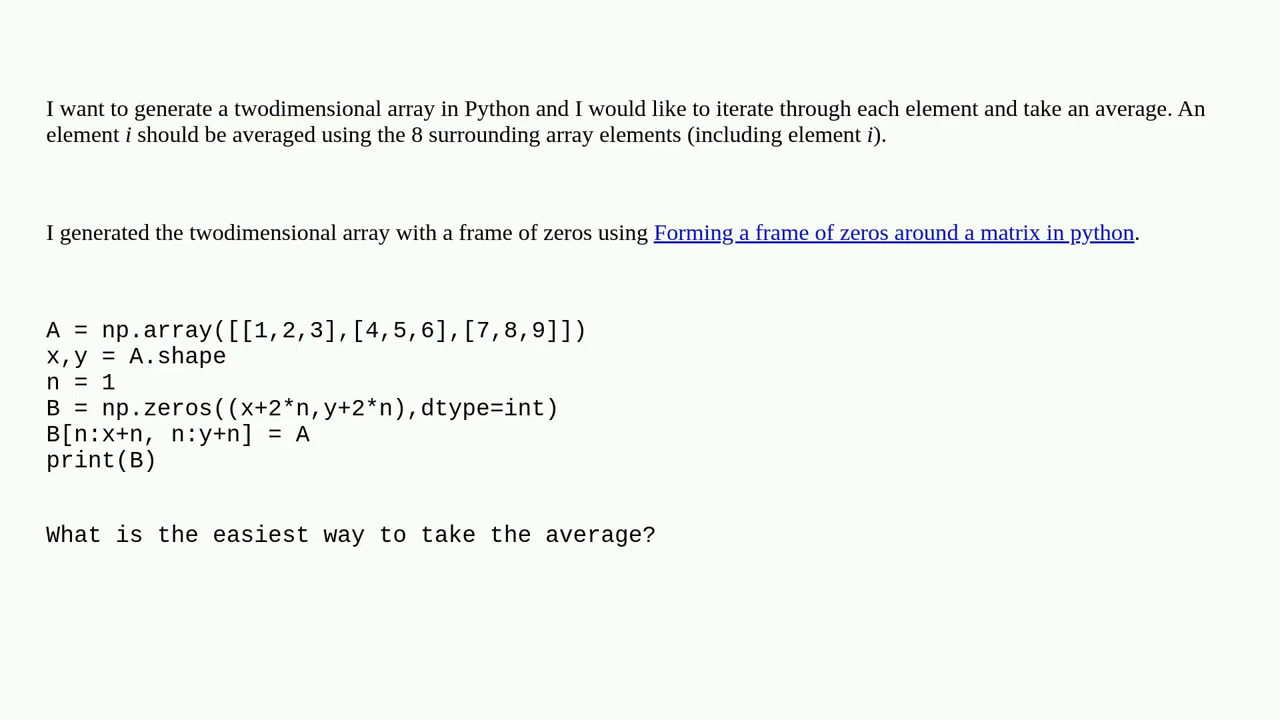 I want to generate a twodimensional array in Python and I would like to iterate through each element and take an average. An
element i should be averaged using the 8 surrounding array elements (including element i).
I generated the twodimensional array with a frame of zeros using Forming a frame of zeros around a matrix in python.
A = np.array([[1,2,3],[4,5,6],[7,8,9]])
x,y = A.shape
n = 1
B = np.zeros((x+2*n,y+2*n),dtype=int)
B[n:x+n, n:y+n] = A
print(B)
What is the easiest way to take the average?